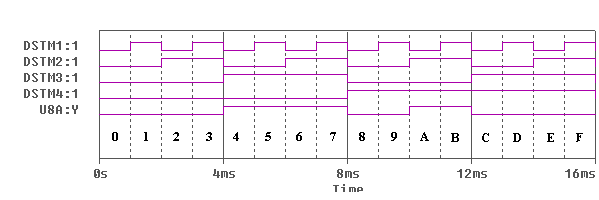 DSTM1:1
DSTM2:1
DSTM3:1
DSTM4:1
U8A:Y
0 1 2 3 4 5 6 7 8 9 A B C D E F
0s 4ms 8ms 12ms 16ms
Time